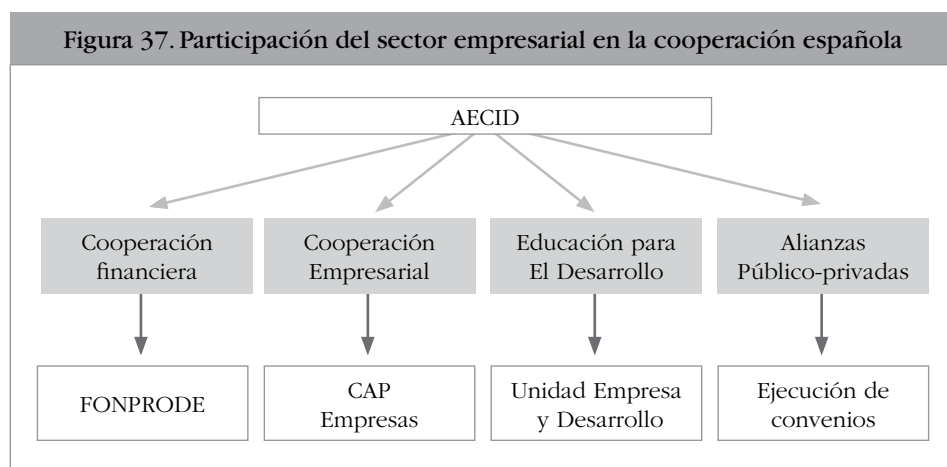 Figura 37. Participación del sector empresarial en la cooperación española
AECID
Cooperación
financiera
Cooperación
Empresarial
Educación para
El Desarrollo
Alianzas
Público-privadas
FONPRODE
CAP
Empresas
Unidad Empresa
y Desarrollo
Ejecución de
convenios